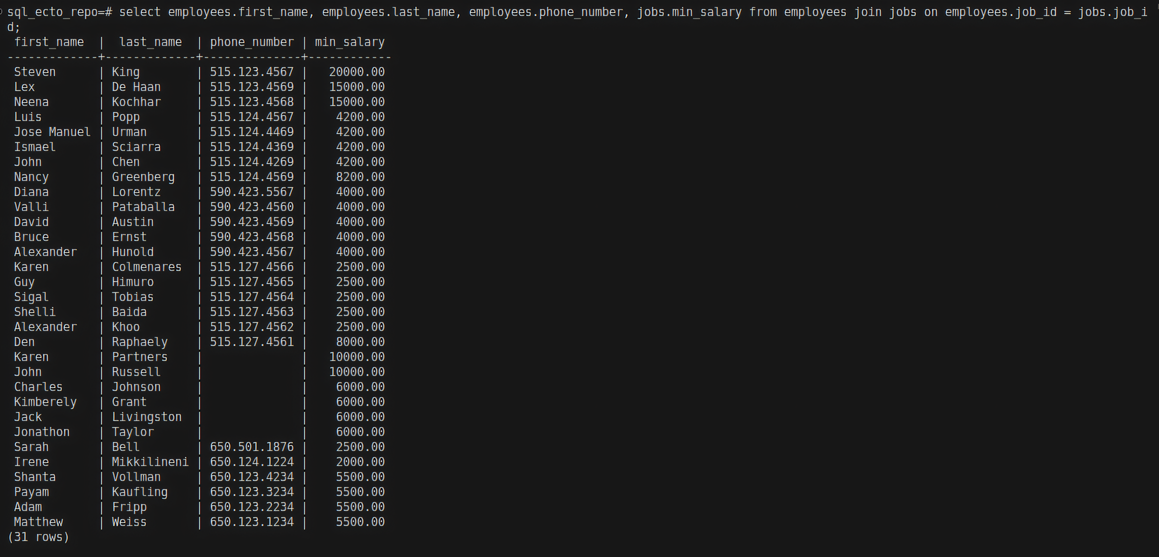 sql_ecto_repo=# select employees.first_name, employees.last_name, employees.phone_number, jobs.min_salary from employees join jobs on employees.job_id = jobs.job_i
d;
 first_name  |  last_name  | phone_number | min_salary
-------------+-------------+--------------+------------
 Steven      | King        | 515.123.4567 |   20000.00
 Lex         | De Haan     | 515.123.4569 |   15000.00
 Neena       | Kochhar     | 515.123.4568 |   15000.00
 Luis        | Popp        | 515.124.4567 |    4200.00
 Jose Manuel | Urman       | 515.124.4469 |    4200.00
 Ismael      | Sciarra     | 515.124.4369 |    4200.00
 John        | Chen        | 515.124.4269 |    4200.00
 Nancy       | Greenberg   | 515.124.4569 |    8200.00
 Diana       | Lorentz     | 590.423.5567 |    4000.00
 Valli       | Pataballa   | 590.423.4560 |    4000.00
 David       | Austin      | 590.423.4569 |    4000.00
 Bruce       | Ernst       | 590.423.4568 |    4000.00
 Alexander   | Hunold      | 590.423.4567 |    4000.00
 Karen       | Colmenares  | 515.127.4566 |    2500.00
 Guy         | Himuro      | 515.127.4565 |    2500.00
 Sigal       | Tobias      | 515.127.4564 |    2500.00
 Shelli      | Baida       | 515.127.4563 |    2500.00
 Alexander   | Khoo        | 515.127.4562 |    2500.00
 Den         | Raphaely    | 515.127.4561 |    8000.00
 Karen       | Partners    |              |   10000.00
 John        | Russell     |              |   10000.00
 Charles     | Johnson     |              |    6000.00
 Kimberely   | Grant       |              |    6000.00
 Jack        | Livingston  |              |    6000.00
 Jonathon    | Taylor      |              |    6000.00
 Sarah       | Bell        | 650.501.1876 |    2500.00
 Irene       | Mikkilineni | 650.124.1224 |    2000.00
 Shanta      | Vollman     | 650.123.4234 |    5500.00
 Payam       | Kaufling    | 650.123.3234 |    5500.00
 Adam        | Fripp       | 650.123.2234 |    5500.00
 Matthew     | Weiss       | 650.123.1234 |    5500.00
(31 rows)